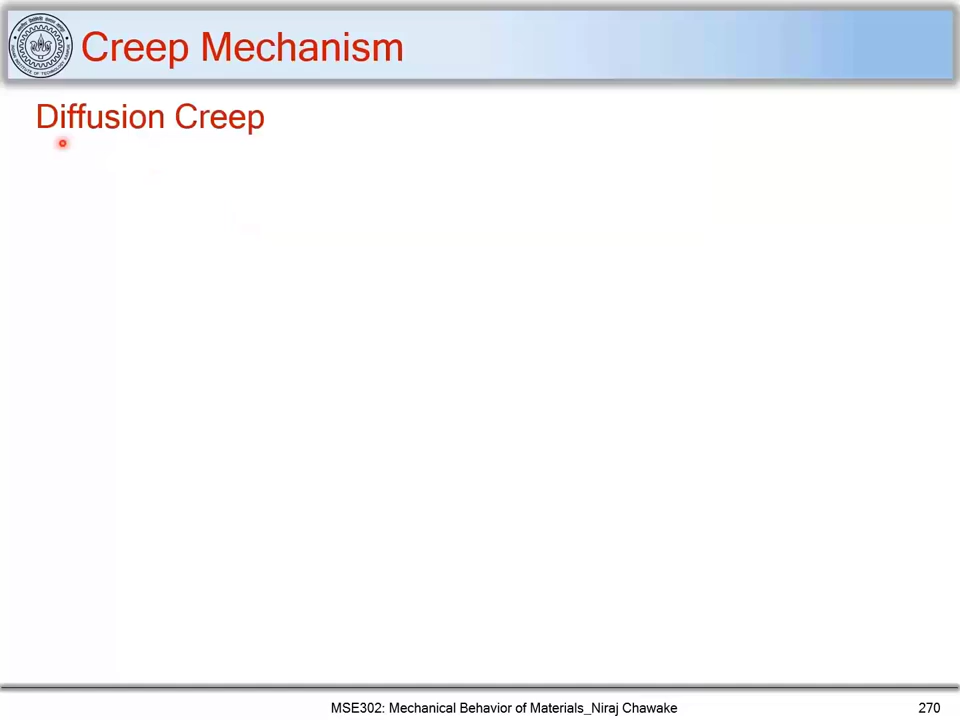 Creep Mechanism
Diffusion Creep
MSE302: Mechanical Behavior of Materials_Niraj Chawake
270